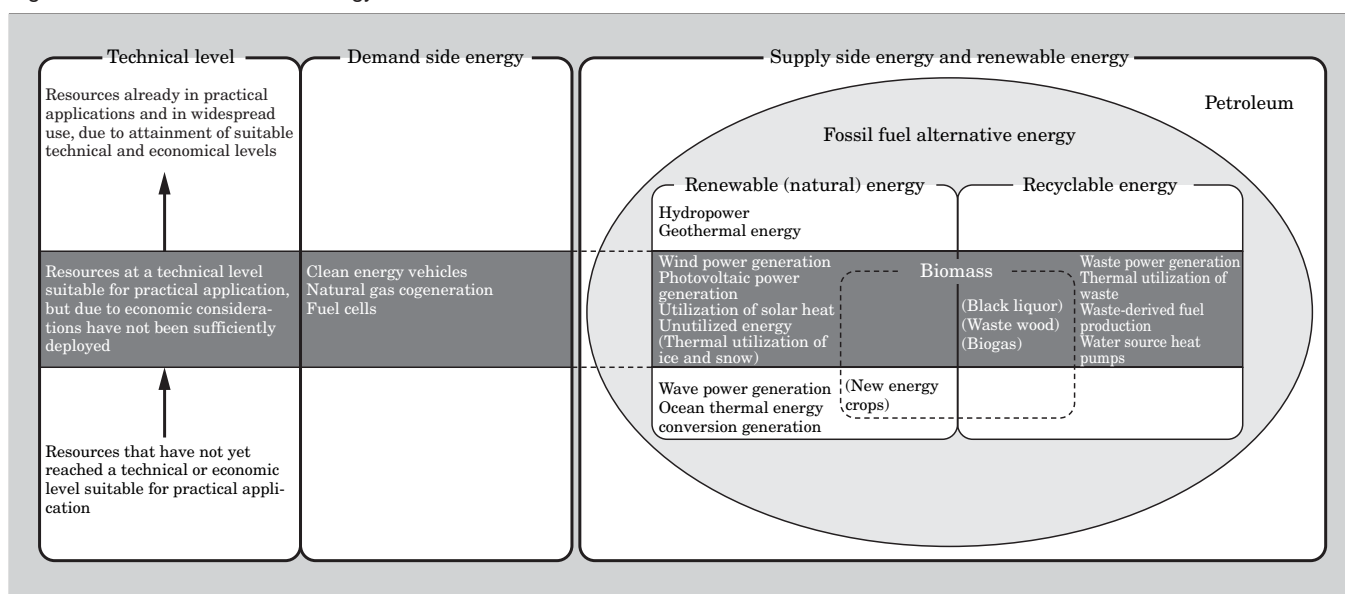 Technical level
Resources already in practical
applications and in widespread
use, due to attainment of suitable
technical and economical levels
Resources at a technical level
suitable for practical application,
but due to economic considera-
tions have not been sufficiently
deployed
Resources that have not yet
reached a technical or economic
level suitable for practical appli-
cation
Demand side energy
Clean energy vehicles
Natural gas cogeneration
Fuel cells
Supply side energy and renewable energy
Petroleum
Fossil fuel alternative energy
Renewable (natural) energy
Hydropower
Geothermal energy
Wind power generation
Photovoltaic power
generation
Utilization of solar heat
Unutilized energy
(Thermal utilization of
ice and snow)
Wave power generation
Ocean thermal energy
conversion generation
Biomass
(Black liquor)
(Waste wood)
(Biogas)
(New energy
crops)
Recyclable energy
Waste power generation
Thermal utilization of
waste
Waste-derived fuel
production
Water source heat
pumps